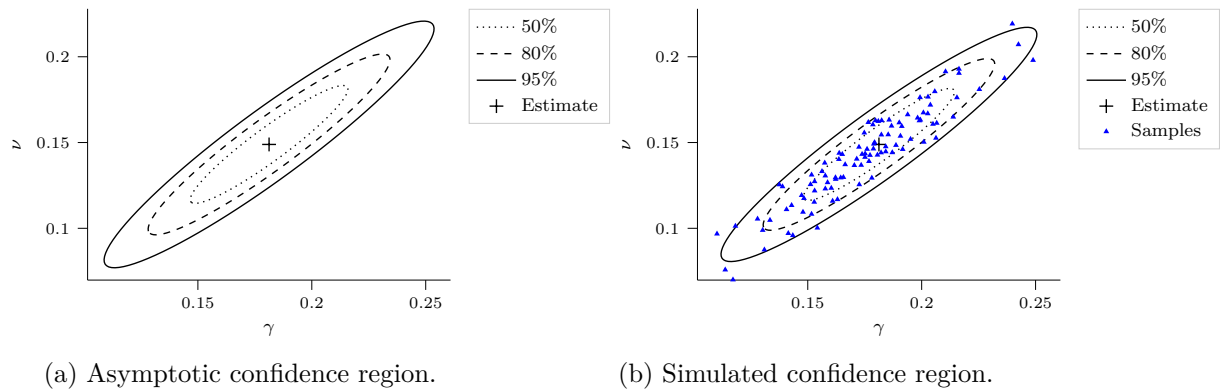 0.2
0.15
0.1
ν
0.15 0.2 0.25
γ
50%
80%
95%
Estimate
(a) Asymptotic confidence region.
0.2
0.15
0.1
ν
0.15 0.2 0.25
γ
50%
80%
95%
Estimate
Samples
(b) Simulated confidence region.